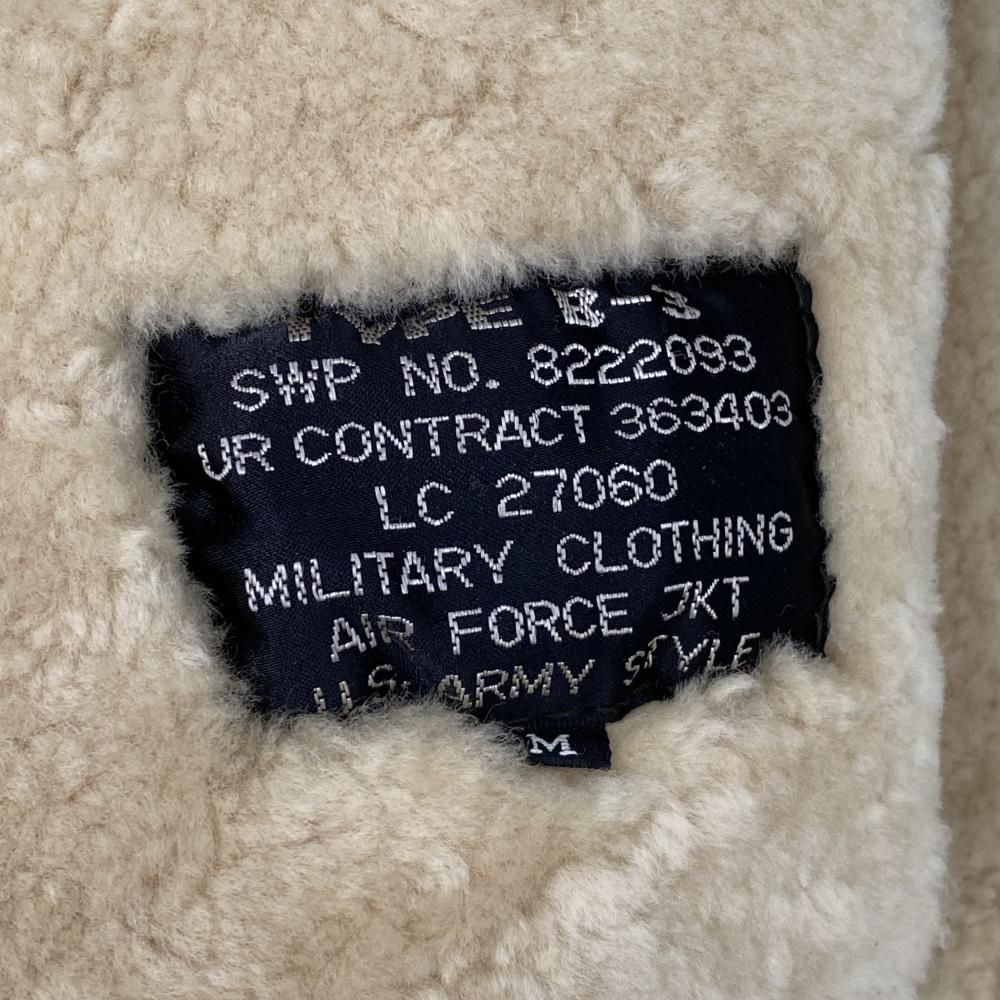 TYPE B-3
SWP NO. 8222093
UR CONTRACT 363403
LC 27060
MILITARY CLOTHING
AIR FORCE JKT
U.S. ARMY STYLE
M